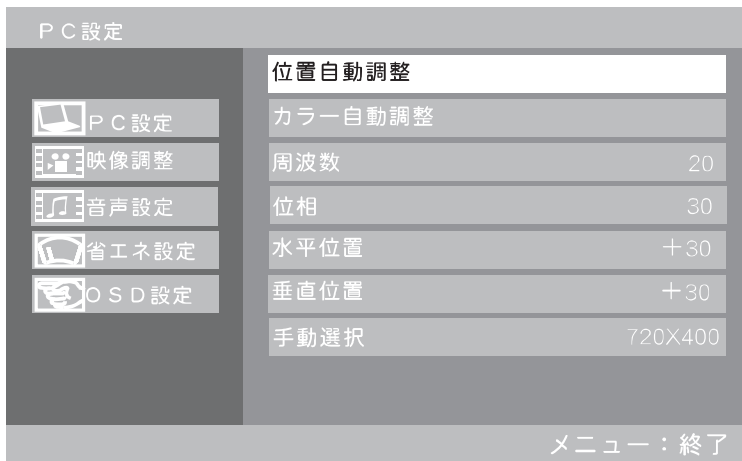 ＰＣ設定
ＰＣ設定
映像調整
音声設定
省エネ設定
ＯＳＤ設定
位置自動調整
カラー自動調整
周波数 20
位相 30
水平位置 ＋30
垂直位置 ＋30
手動選択 720X400
メニュー：終了